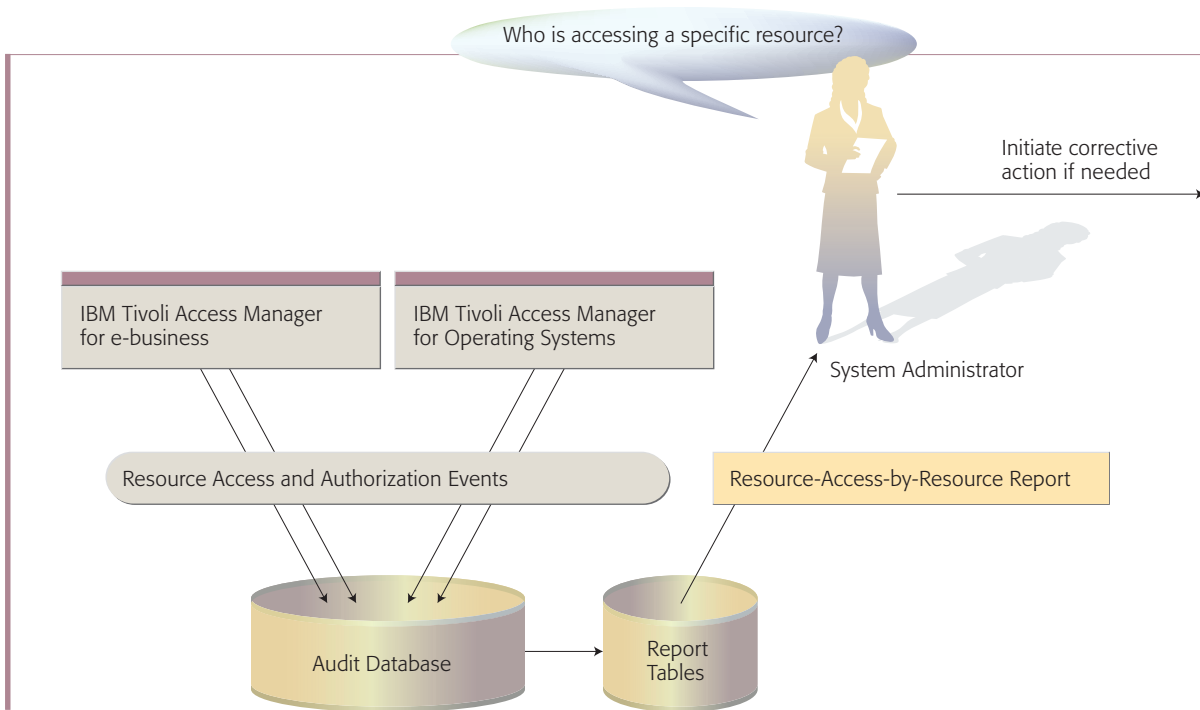 Who is accessing a specific resource?
Initiate corrective
action if needed
IBM Tivoli Access Manager
for e-business
IBM Tivoli Access Manager
for Operating Systems
System Administrator
Resource Access and Authorization Events
Resource-Access-by-Resource Report
Audit Database
Report
Tables